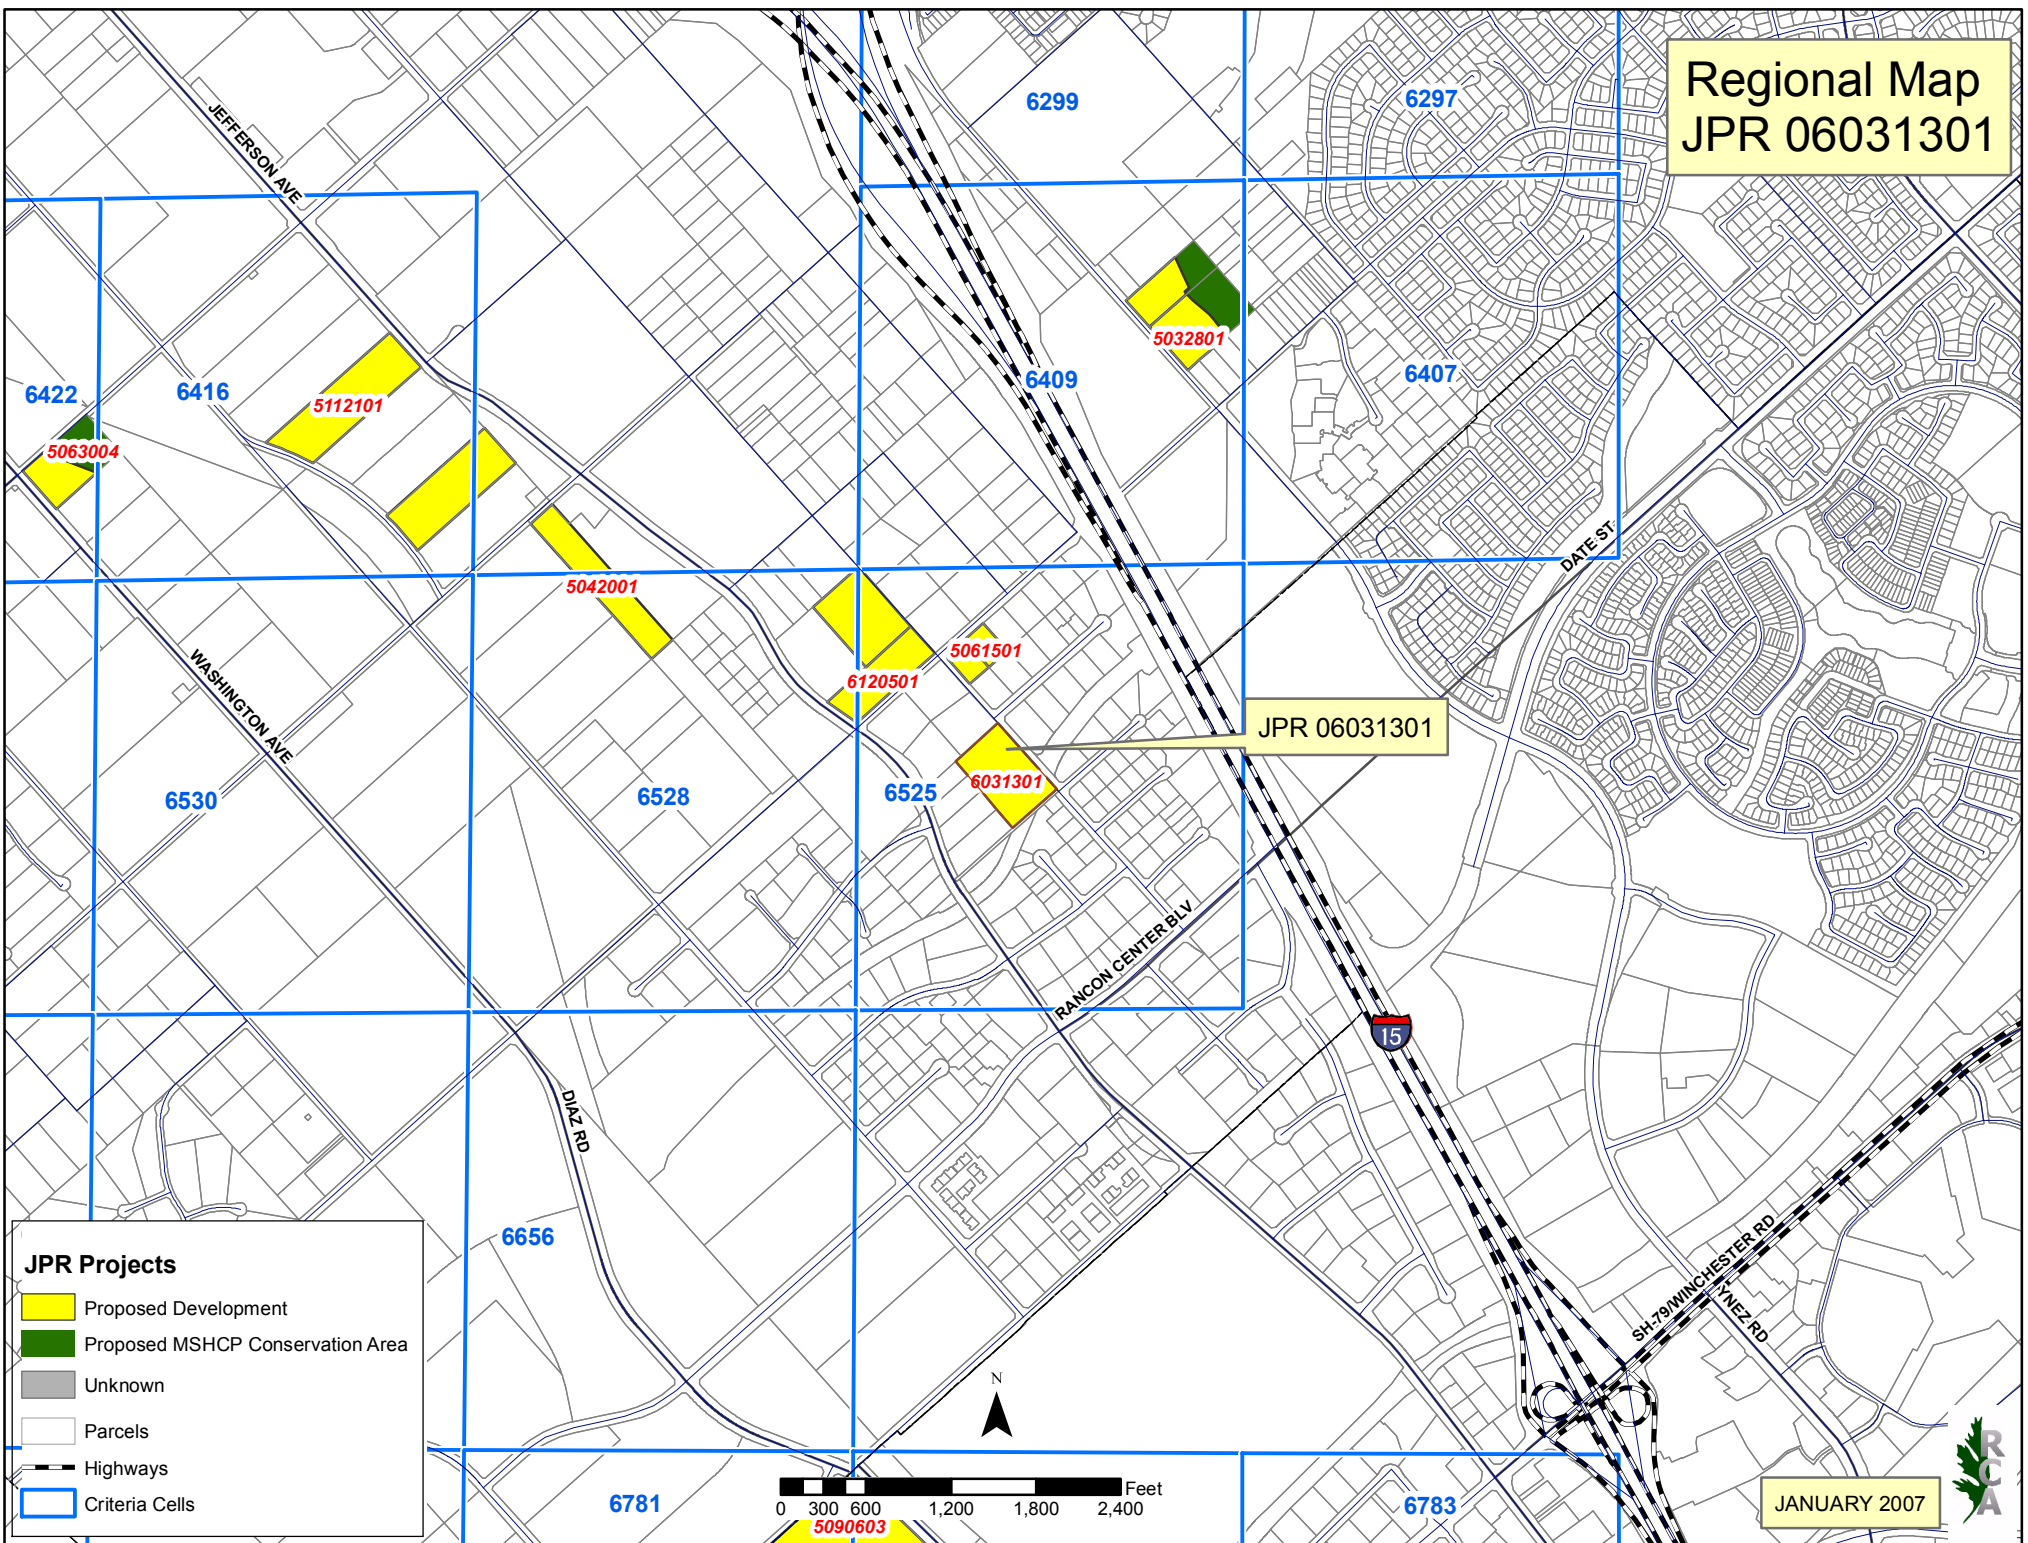 Regional Map
JPR 06031301
6299
6297
JEFFERSON AVE
5032801
6409
6407
6422
6416
5112101
5063004
DATE ST
5042001
5061501
6120501
WASHINGTON AVE
JPR 06031301
6031301
6530
6528
6525
RANCON CENTER BLV
15
DIAZ RD
6656
SH-79/WINCHESTER RD
YNEZ RD
JPR Projects
Proposed Development
Proposed MSHCP Conservation Area
Unknown
Parcels
Highways
Criteria Cells
N
Feet
0 300 600 1,200 1,800 2,400
6781
5090603
6783
JANUARY 2007
RCA